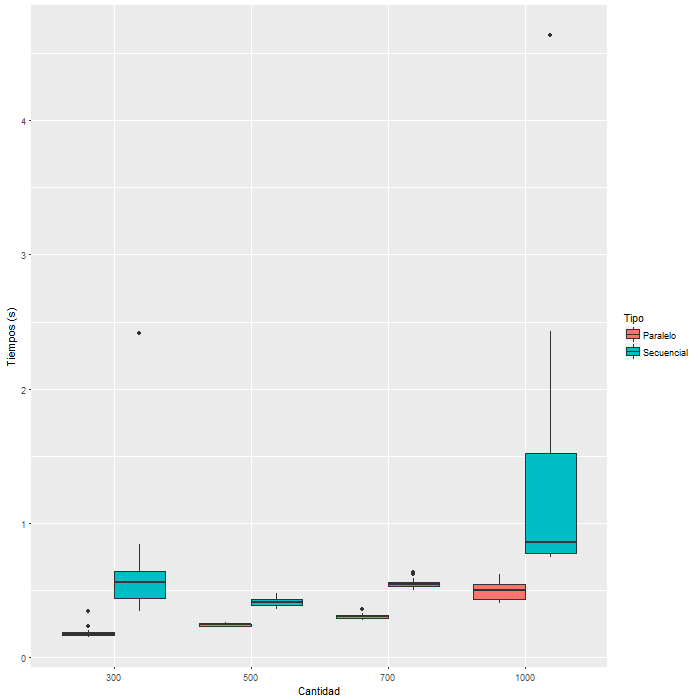 Tiempos (s)
4
3
2
1
0
300
500
700
1000
Cantidad
Tipo
Paralelo
Secuencial